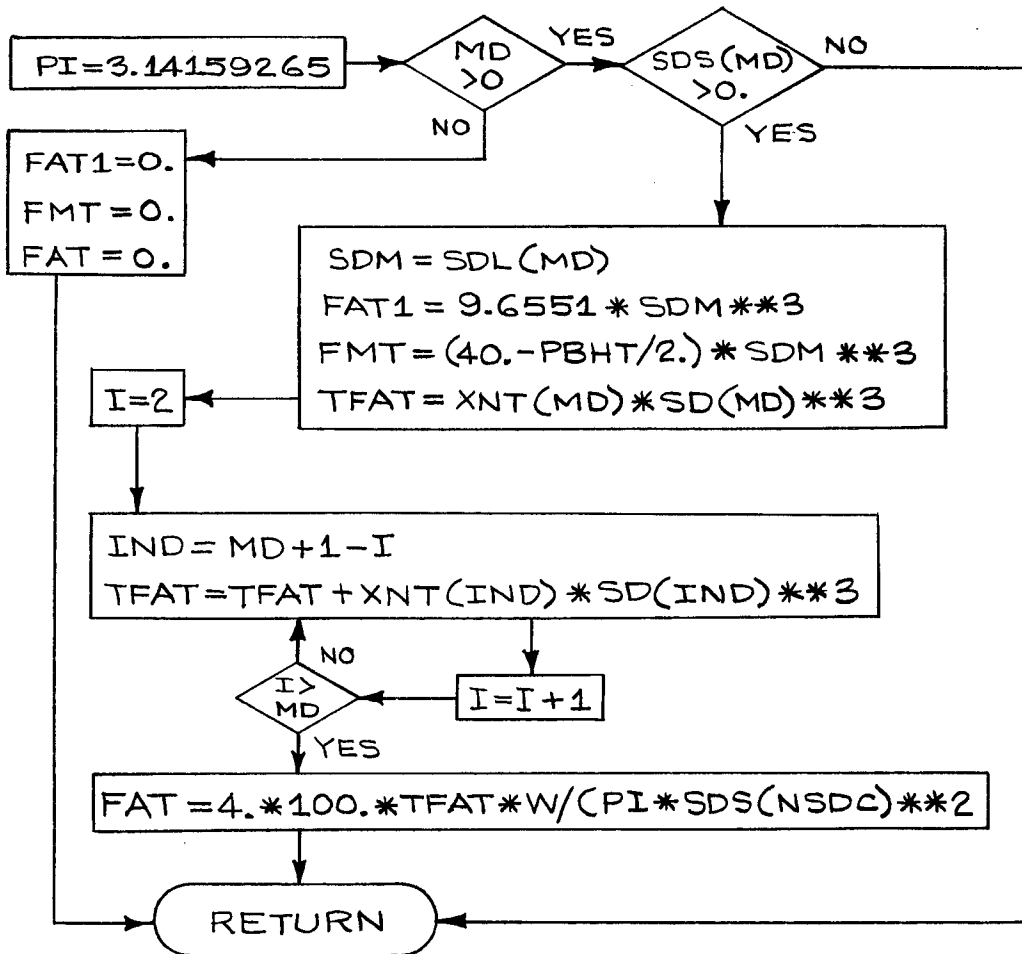 PI=3.14159265
MD
>0
YES
SDS(MD)
>0.
NO
NO
YES
FAT1=0.
FMT=0.
FAT=0.
SDM=SDL(MD)
FAT1=9.6551*SDM**3
FMT=(40.-PBHT/2.)*SDM**3
TFAT=XNT(MD)*SD(MD)**3
I=2
IND=MD+1-I
TFAT=TFAT+XNT(IND)*SD(IND)**3
NO
I>
MD
I=I+1
YES
FAT=4.*100.*TFAT*W/(PI*SDS(NSDC)**2
RETURN